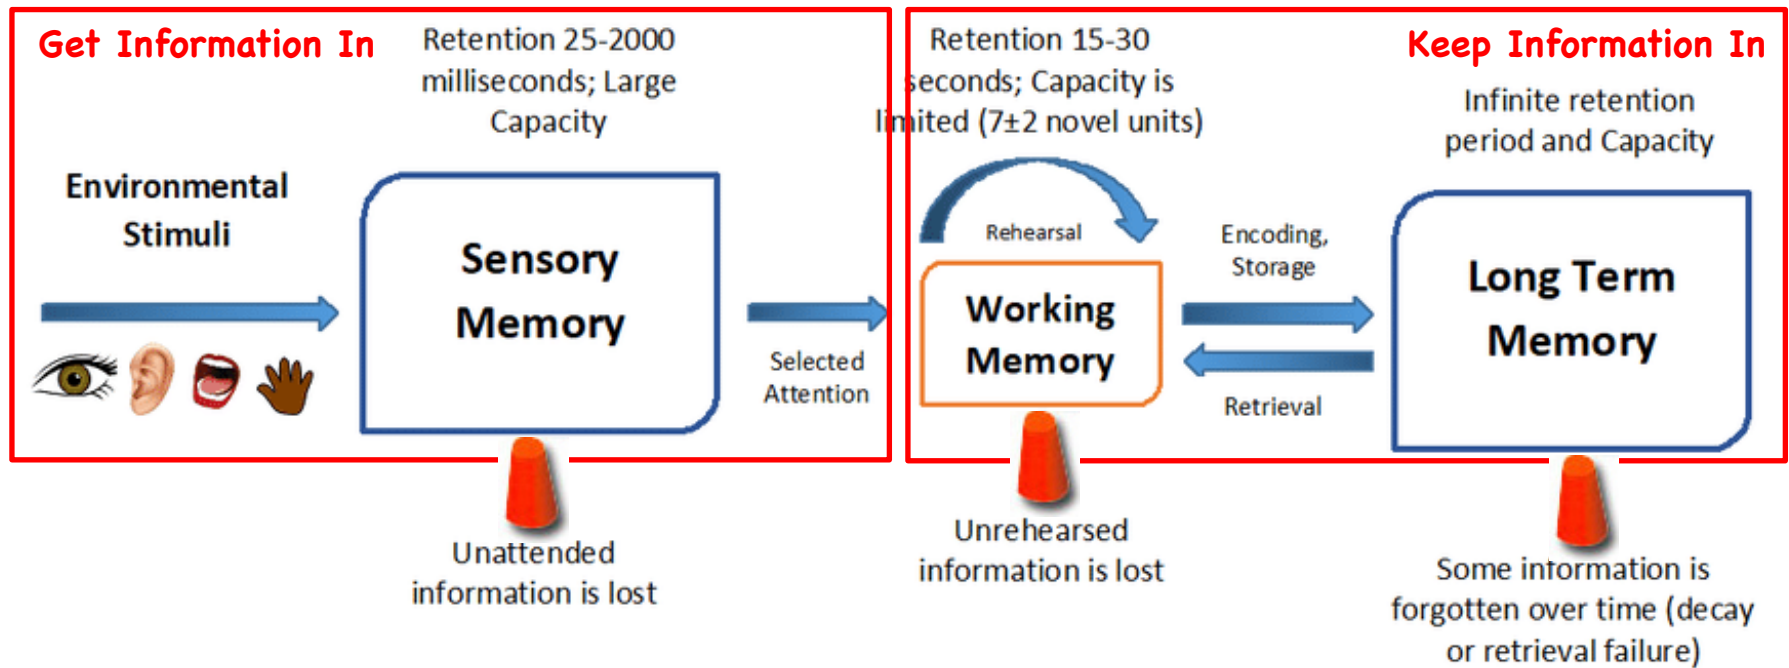 Get Information In
Retention 25-2000
milliseconds; Large
Capacity
Environmental
Stimuli
Sensory
Memory
Selected
Attention
Unattended
information is lost
Keep Information In
Retention 15-30
seconds; Capacity is
limited (7±2 novel units)
Rehearsal
Working
Memory
Encoding,
Storage
Retrieval
Unrehearsed
information is lost
Infinite retention
period and Capacity
Long Term
Memory
Some information is
forgotten over time (decay
or retrieval failure)